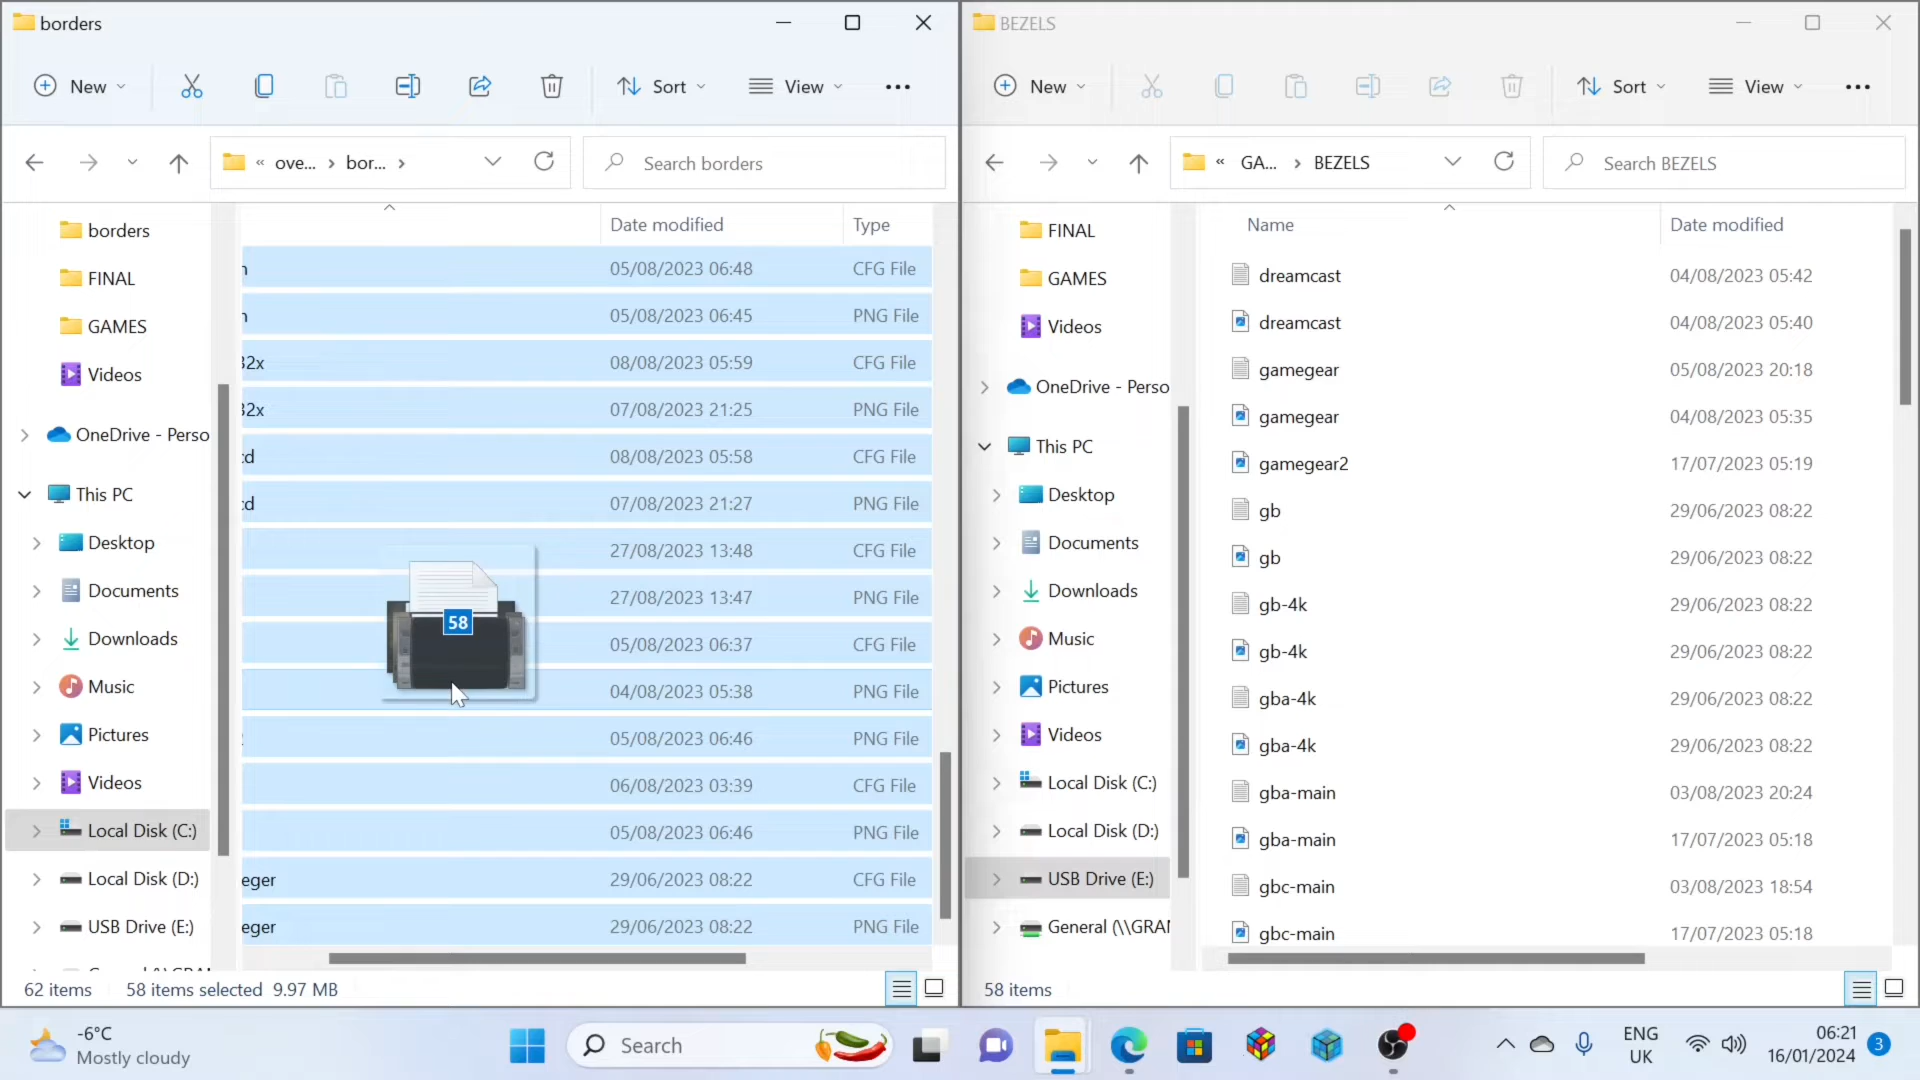 borders
New
Sort
View
« ove... > bor... >
Search borders
Date modified
Type
borders
FINAL
GAMES
Videos
OneDrive - Perso
This PC
Desktop
Documents
Downloads
Music
Pictures
Videos
Local Disk (C:)
Local Disk (D:)
USB Drive (E:)
05/08/2023 06:48 CFG File
05/08/2023 06:45 PNG File
32x 08/08/2023 05:59 CFG File
32x 07/08/2023 21:25 PNG File
cd 08/08/2023 05:58 CFG File
cd 07/08/2023 21:27 PNG File
27/08/2023 13:48 CFG File
27/08/2023 13:47 PNG File
05/08/2023 06:37 CFG File
04/08/2023 05:38 PNG File
05/08/2023 06:46 PNG File
06/08/2023 03:39 CFG File
05/08/2023 06:46 PNG File
eger 29/06/2023 08:22 CFG File
eger 29/06/2023 08:22 PNG File
58
62 items 58 items selected 9.97 MB
BEZELS
New
Sort
View
« GA... > BEZELS
Search BEZELS
Name
Date modified
FINAL
GAMES
Videos
OneDrive - Perso
This PC
Desktop
Documents
Downloads
Music
Pictures
Videos
Local Disk (C:)
Local Disk (D:)
USB Drive (E:)
General (\\GRAN
dreamcast 04/08/2023 05:42
dreamcast 04/08/2023 05:40
gamegear 05/08/2023 20:18
gamegear 04/08/2023 05:35
gamegear2 17/07/2023 05:19
gb 29/06/2023 08:22
gb 29/06/2023 08:22
gb-4k 29/06/2023 08:22
gb-4k 29/06/2023 08:22
gba-4k 29/06/2023 08:22
gba-4k 29/06/2023 08:22
gba-main 03/08/2023 20:24
gba-main 17/07/2023 05:18
gbc-main 03/08/2023 18:54
gbc-main 17/07/2023 05:18
58 items
-6°C
Mostly cloudy
Search
ENG
UK
06:21
16/01/2024
3